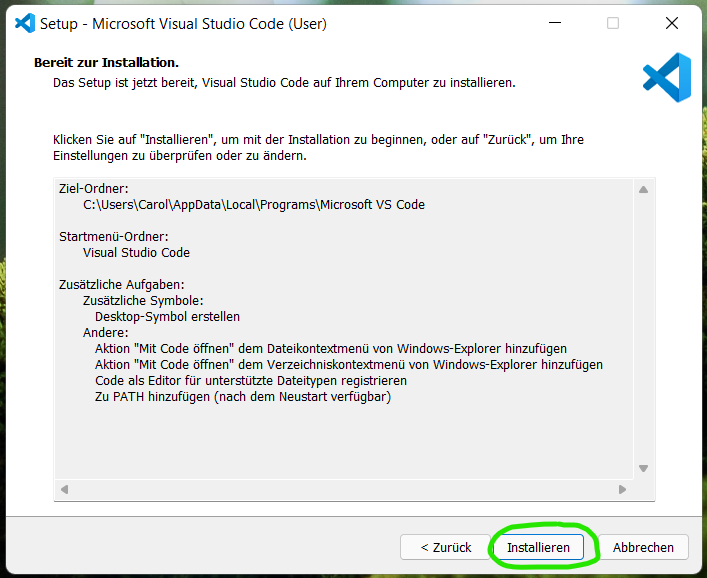 Setup - Microsoft Visual Studio Code (User)
Bereit zur Installation.
Das Setup ist jetzt bereit, Visual Studio Code auf Ihrem Computer zu installieren.
Klicken Sie auf "Installieren", um mit der Installation zu beginnen, oder auf "Zurück", um Ihre
Einstellungen zu überprüfen oder zu ändern.
Ziel-Ordner:
C:\Users\Carol\AppData\Local\Programs\Microsoft VS Code
Startmenü-Ordner:
Visual Studio Code
Zusätzliche Aufgaben:
Zusätzliche Symbole:
Desktop-Symbol erstellen
Andere:
Aktion "Mit Code öffnen" dem Dateikontextmenü von Windows-Explorer hinzufügen
Aktion "Mit Code öffnen" dem Verzeichniskontextmenü von Windows-Explorer hinzufügen
Code als Editor für unterstützte Dateitypen registrieren
Zu PATH hinzufügen (nach dem Neustart verfügbar)
< Zurück Installieren Abbrechen